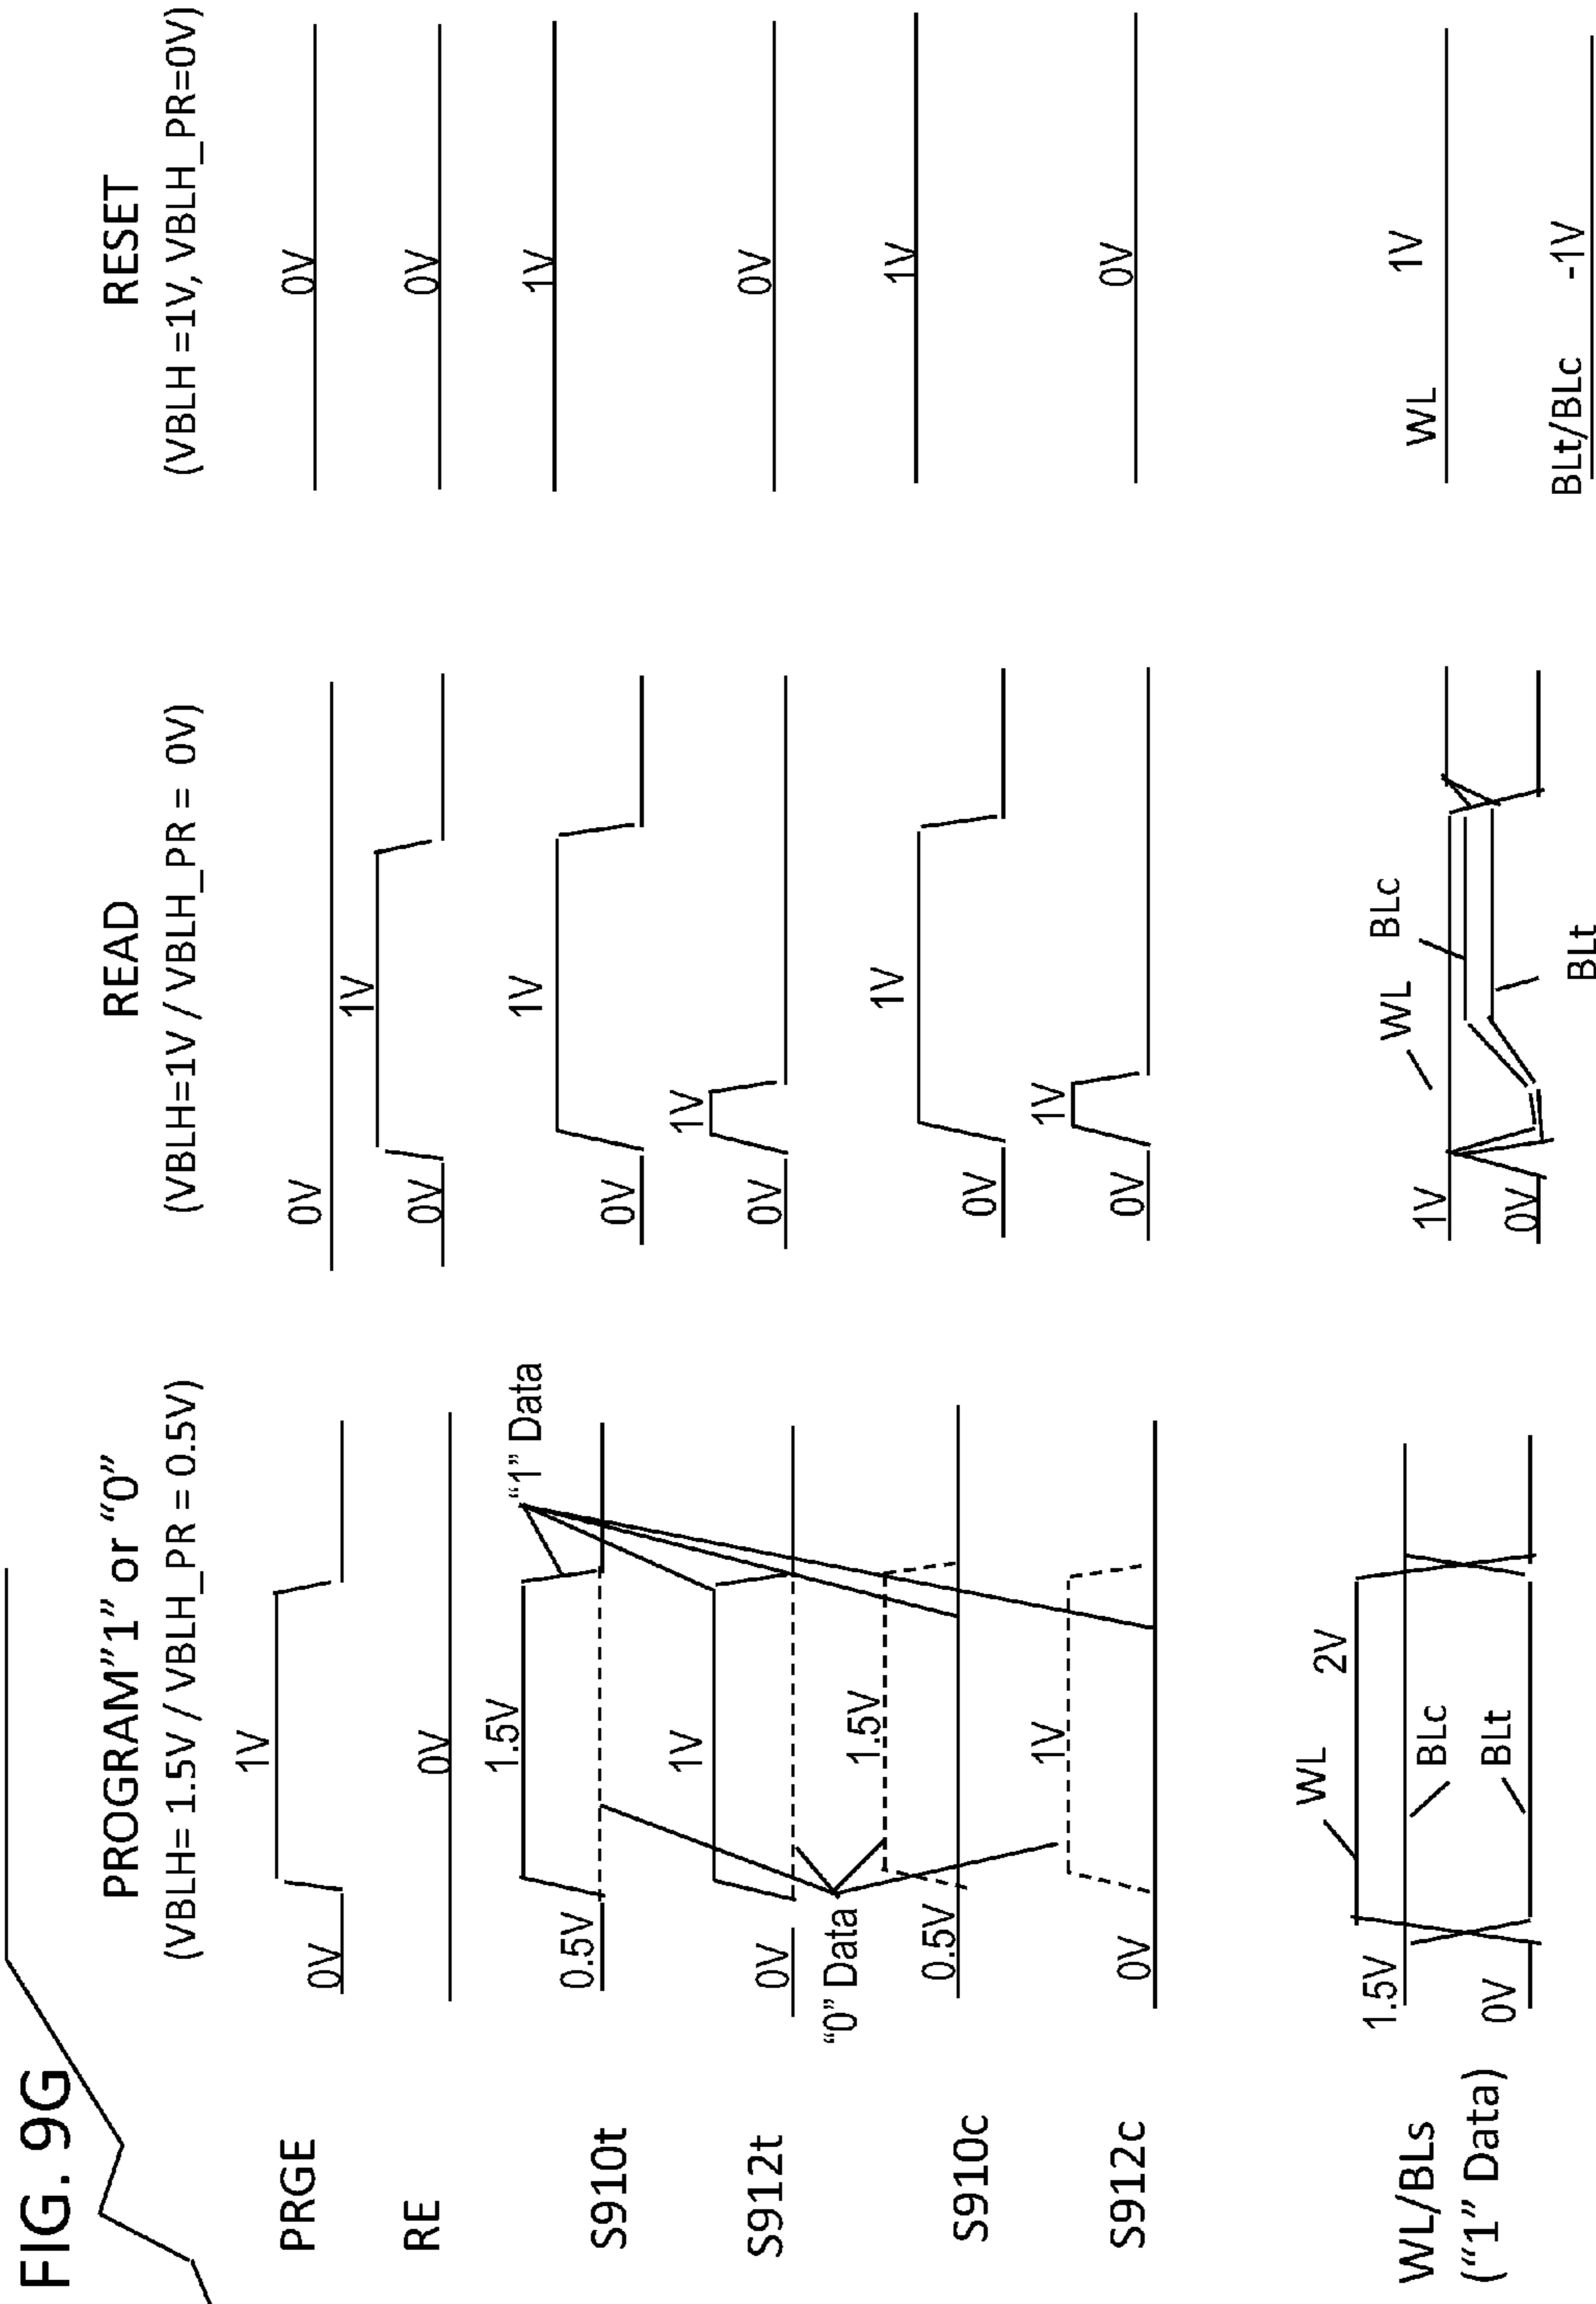 FIG. 9G
PROGRAM”1” or “0”
(VBLH= 1.5V / VBLH_PR = 0.5V)
READ
(VBLH=1V / VBLH_PR = 0V)
RESET
(VBLH =1V, VBLH_PR=0V)
PRGE
0V
1V
0V
0V
RE
0V
0V
1V
0V
S910t
0.5V
1.5V
“1” Data
0V
1V
1V
S912t
0V
1V
0V
1V
0V
“0” Data
S910c
0.5V
1.5V
0V
1V
1V
S912c
0V
1V
0V
1V
0V
WL/BLs
(“1” Data)
1.5V
0V
WL
2V
BLc
BLt
1V
0V
WL
BLc
BLt
WL
1V
BLt/BLc
-1V